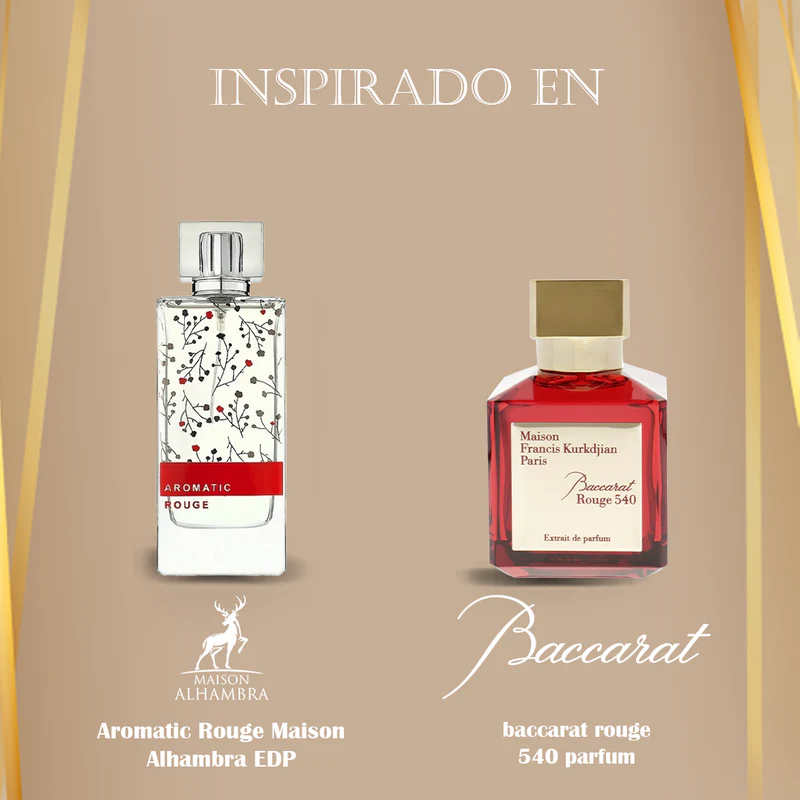 INSPIRADO EN
AROMATIC
ROUGE
Maison
Francis Kurkdjian
Paris
Baccarat
Rouge 540
Extrait de parfum
MAISON
ALHAMBRA
Baccarat
Aromatic Rouge Maison
Alhambra EDP
baccarat rouge
540 parfum